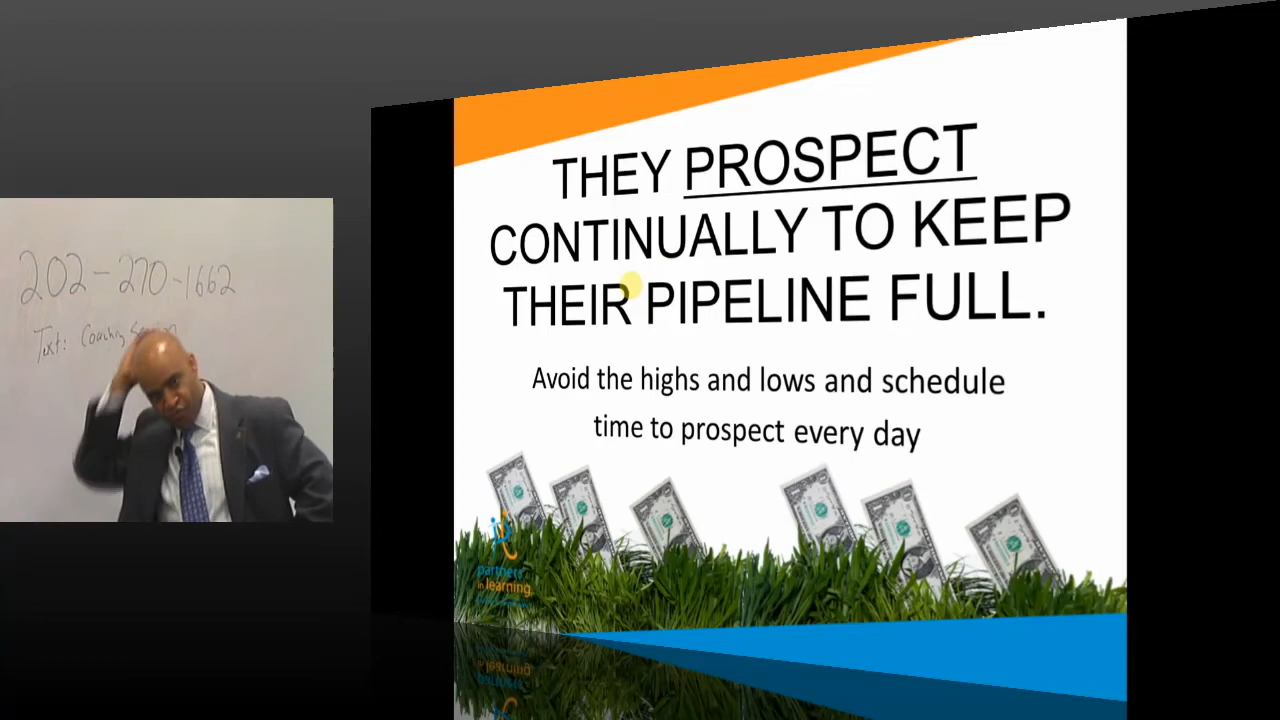 202-270-1662
Text: Coaching
THEY PROSPECT
CONTINUALLY TO KEEP
THEIR PIPELINE FULL.
Avoid the highs and lows and schedule
time to prospect every day
partners
in learning